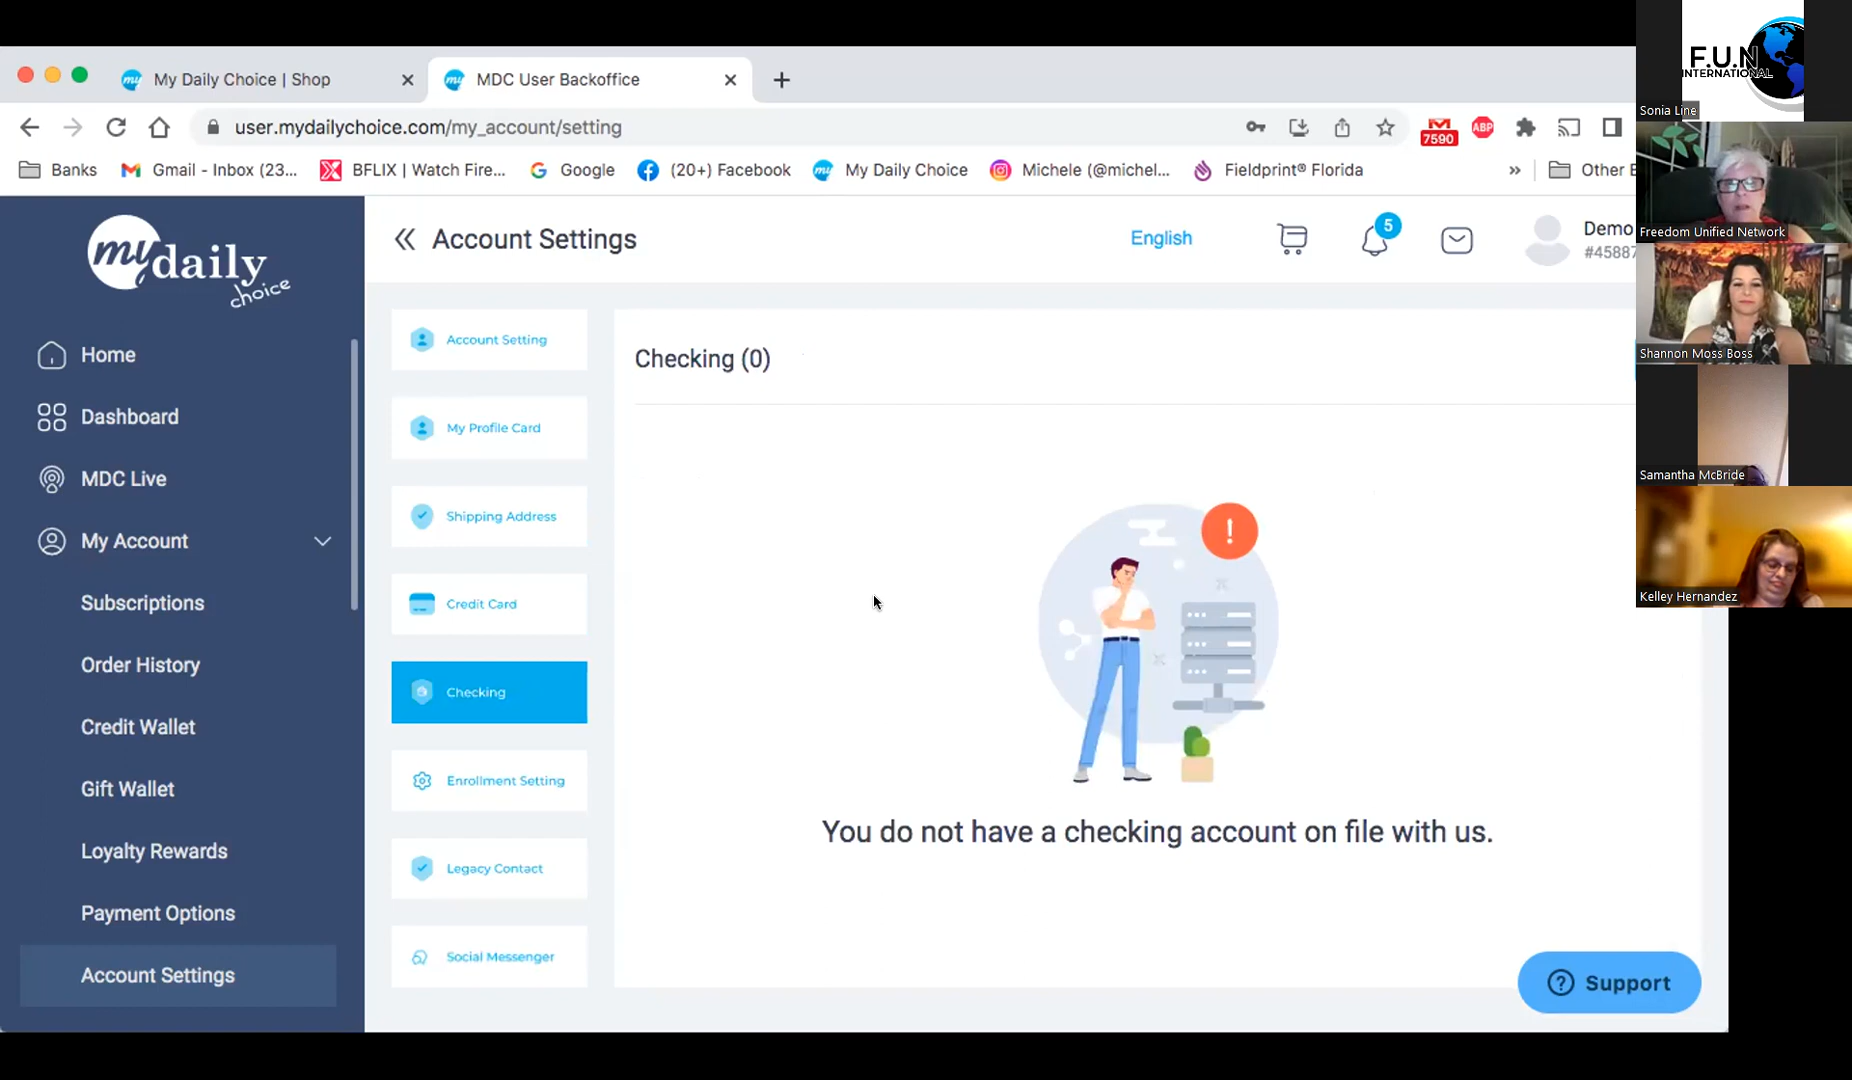 My Daily Choice | Shop
MDC User Backoffice
user.mydailychoice.com/my_account/setting
7590
ABP
Banks
Gmail - Inbox (23...
BFLIX | Watch Fire...
Google
(20+) Facebook
My Daily Choice
Michele (@michel...
Fieldprint® Florida
»
Other
my daily choice
Home
Dashboard
MDC Live
My Account
Subscriptions
Order History
Credit Wallet
Gift Wallet
Loyalty Rewards
Payment Options
Account Settings
Account Settings
English
5
Demo
#45887
Account Setting
My Profile Card
Shipping Address
Credit Card
Checking
Enrollment Setting
Legacy Contact
Social Messenger
Checking (0)
!
You do not have a checking account on file with us.
? Support
F.U.N
INTERNATIONAL
Sonia Line
Freedom Unified Network
Shannon Moss Boss
Samantha McBride
Kelley Hernandez